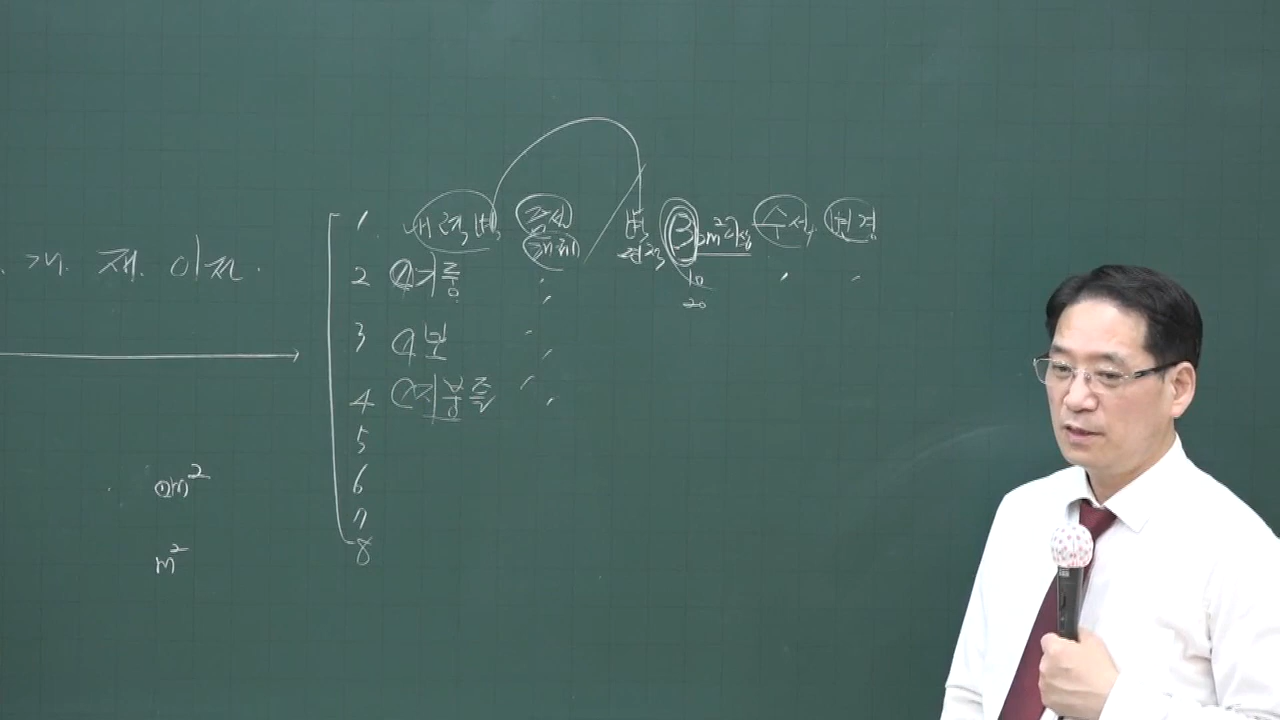 개. 재. 이전.
1. 내력벽 증설 벽 30m² 이상 수선, 변경
해체 면적
2 기둥 10
20
3 보
4 지붕틀
5
6
7
8
m²
m²